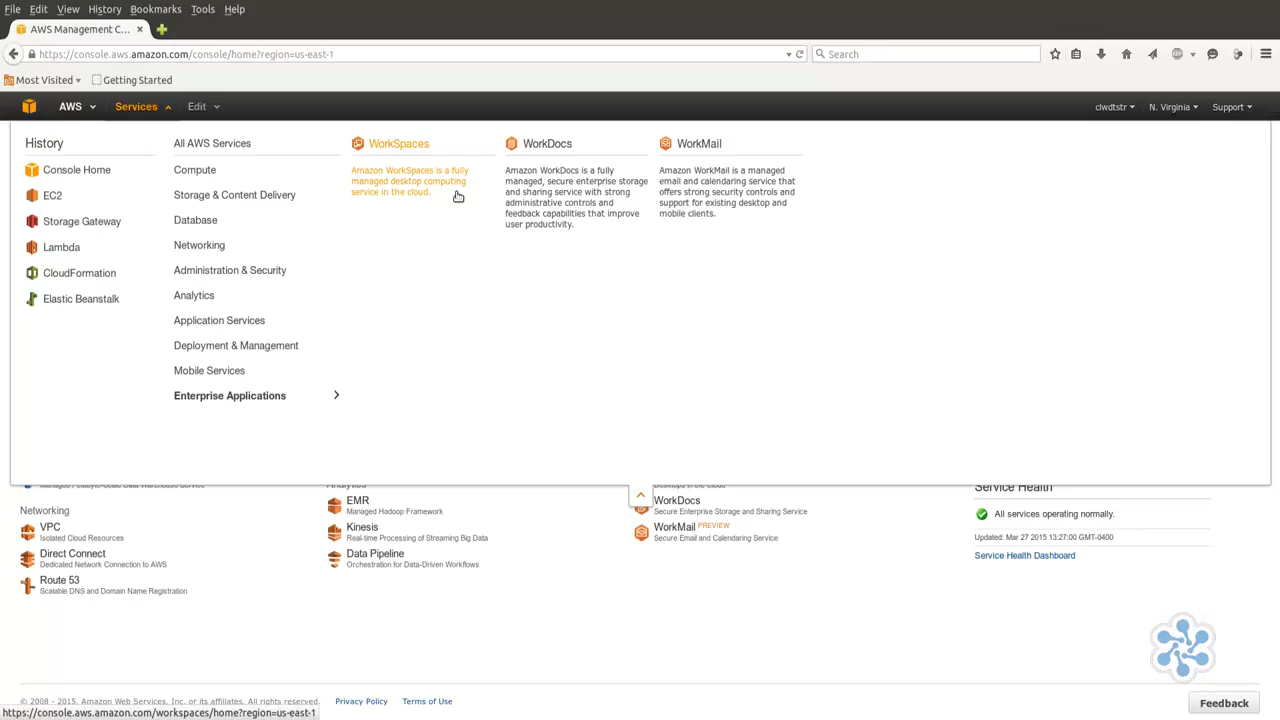 File Edit View History Bookmarks Tools Help
AWS Management C... ×
https://console.aws.amazon.com/console/home?region=us-east-1
Search
Most Visited
Getting Started
AWS
Services
Edit
clwdtstr
N. Virginia
Support
History
Console Home
EC2
Storage Gateway
Lambda
CloudFormation
Elastic Beanstalk
All AWS Services
Compute
Storage & Content Delivery
Database
Networking
Administration & Security
Analytics
Application Services
Deployment & Management
Mobile Services
Enterprise Applications
WorkSpaces
Amazon WorkSpaces is a fully
managed desktop computing
service in the cloud.
WorkDocs
Amazon WorkDocs is a fully
managed, secure enterprise storage
and sharing service with strong
administrative controls and
feedback capabilities that improve
user productivity.
WorkMail
Amazon WorkMail is a managed
email and calendaring service that
offers strong security controls and
support for existing desktop and
mobile clients.
Managed Petabyte-Scale Data Warehouse Service
Networking
VPC
Isolated Cloud Resources
Direct Connect
Dedicated Network Connection to AWS
Route 53
Scalable DNS and Domain Name Registration
Analytics
EMR
Managed Hadoop Framework
Kinesis
Real-time Processing of Streaming Big Data
Data Pipeline
Orchestration for Data-Driven Workflows
Desktops in the Cloud
WorkDocs
Secure Enterprise Storage and Sharing Service
WorkMail PREVIEW
Secure Email and Calendaring Service
Service Health
All services operating normally.
Updated: Mar 27 2015 13:27:00 GMT-0400
Service Health Dashboard
© 2008 - 2015, Amazon Web Services, Inc. or its affiliates. All rights reserved.
Privacy Policy
Terms of Use
Feedback
https://console.aws.amazon.com/workspaces/home?region=us-east-1